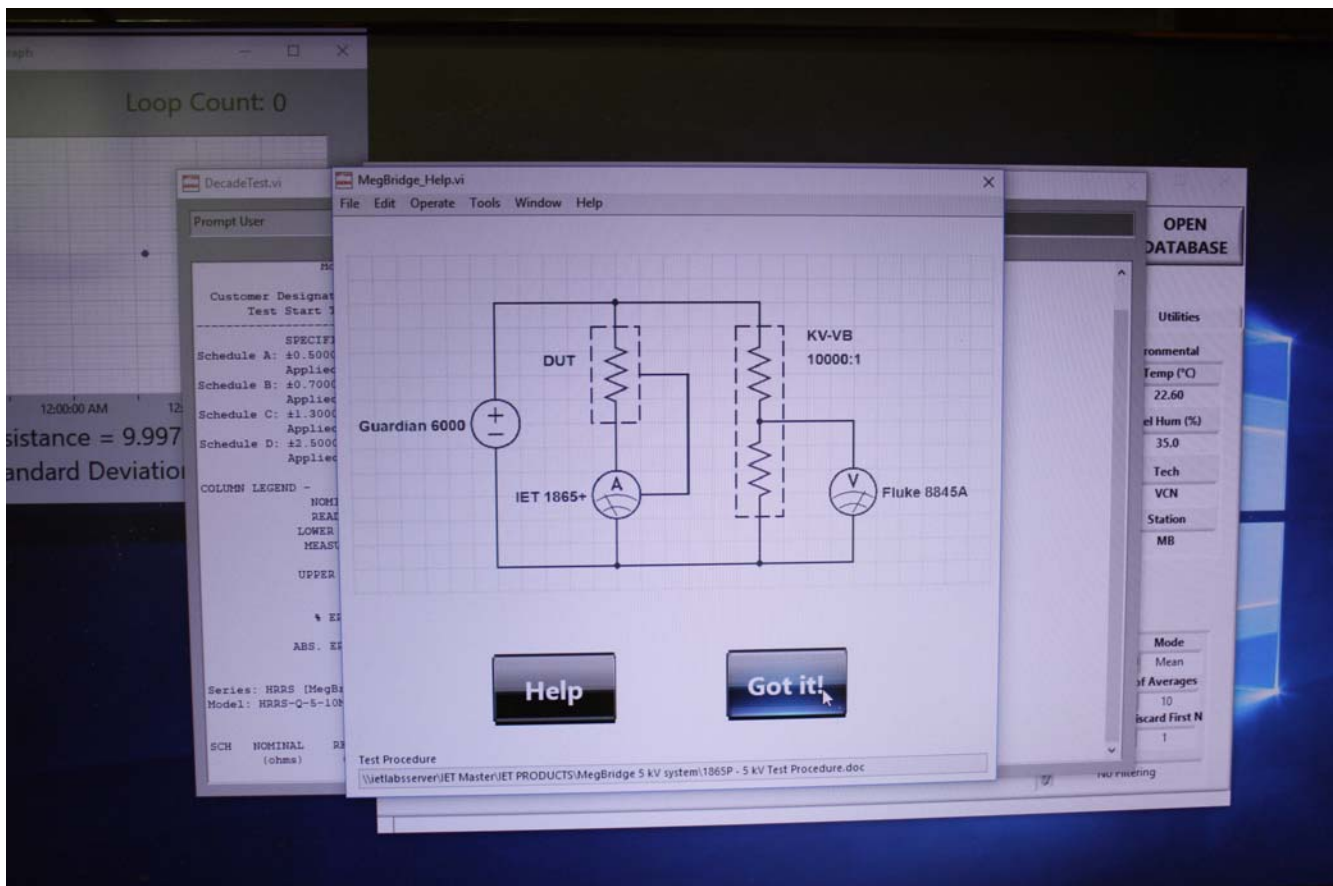 Loop Count: 0
12:00:00 AM
sistance = 9.997
andard Deviation
DecadeTest.vi
Prompt User
Customer Designat
Test Start T
SPECIFI
Schedule A: ±0.5000
Applied
Schedule B: ±0.7000
Applied
Schedule C: ±1.3000
Applied
Schedule D: ±2.5000
Applied
COLUMN LEGEND -
NOMI
READ
LOWER
MEASU
UPPER
% ER
ABS. ER
Series: HRRS [MegBr
Model: HRRS-Q-5-10M
SCH NOMINAL RE
(ohms)
MegBridge_Help.vi
File Edit Operate Tools Window Help
DUT
KV-VB
10000:1
Guardian 6000
+
−
IET 1865+
A
V
Fluke 8845A
Help
Got it!
Test Procedure
\\ietlabsserver\IET Master\IET PRODUCTS\MegBridge 5 kV system\1865P - 5 kV Test Procedure.doc
OPEN
DATABASE
Utilities
ronmental
Temp (°C)
22.60
el Hum (%)
35.0
Tech
VCN
Station
MB
Mode
Mean
of Averages
10
iscard First N
1
No Filtering